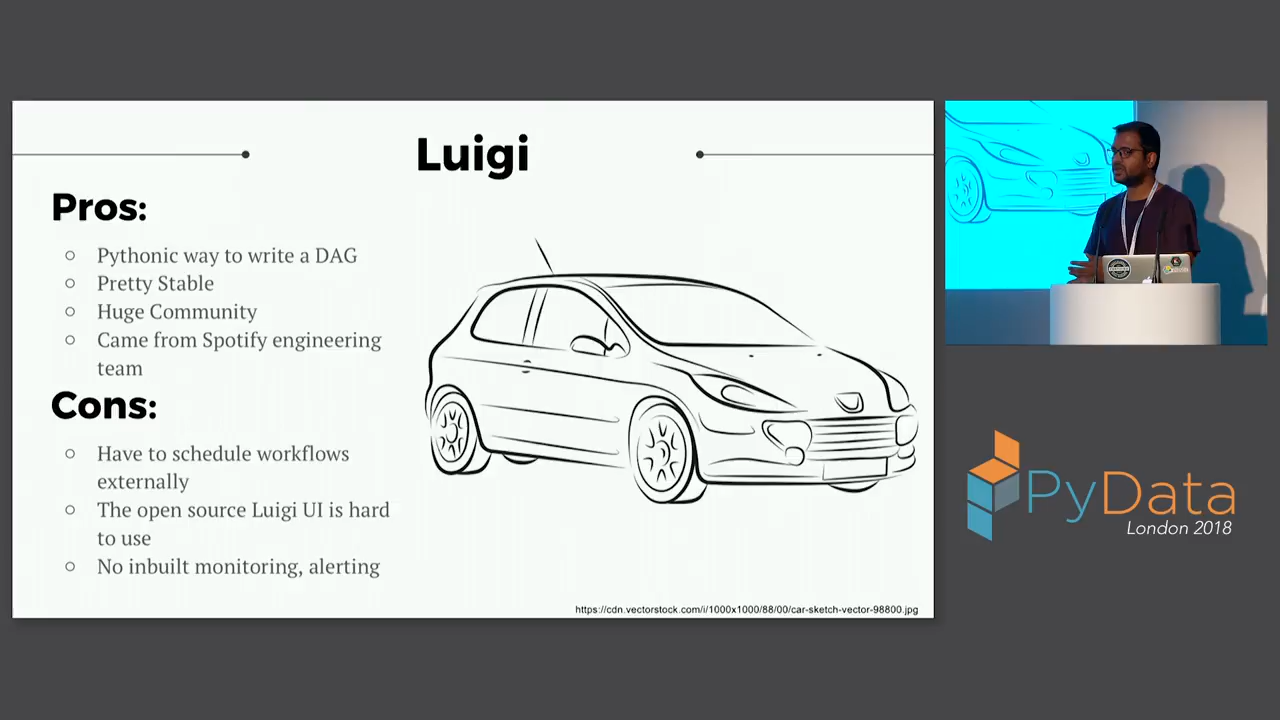 Luigi
Pros:
○ Pythonic way to write a DAG
○ Pretty Stable
○ Huge Community
○ Came from Spotify engineering
team
Cons:
○ Have to schedule workflows
externally
○ The open source Luigi UI is hard
to use
○ No inbuilt monitoring, alerting
https://cdn.vectorstock.com/i/1000x1000/88/00/car-sketch-vector-98800.jpg
PyData
London 2018